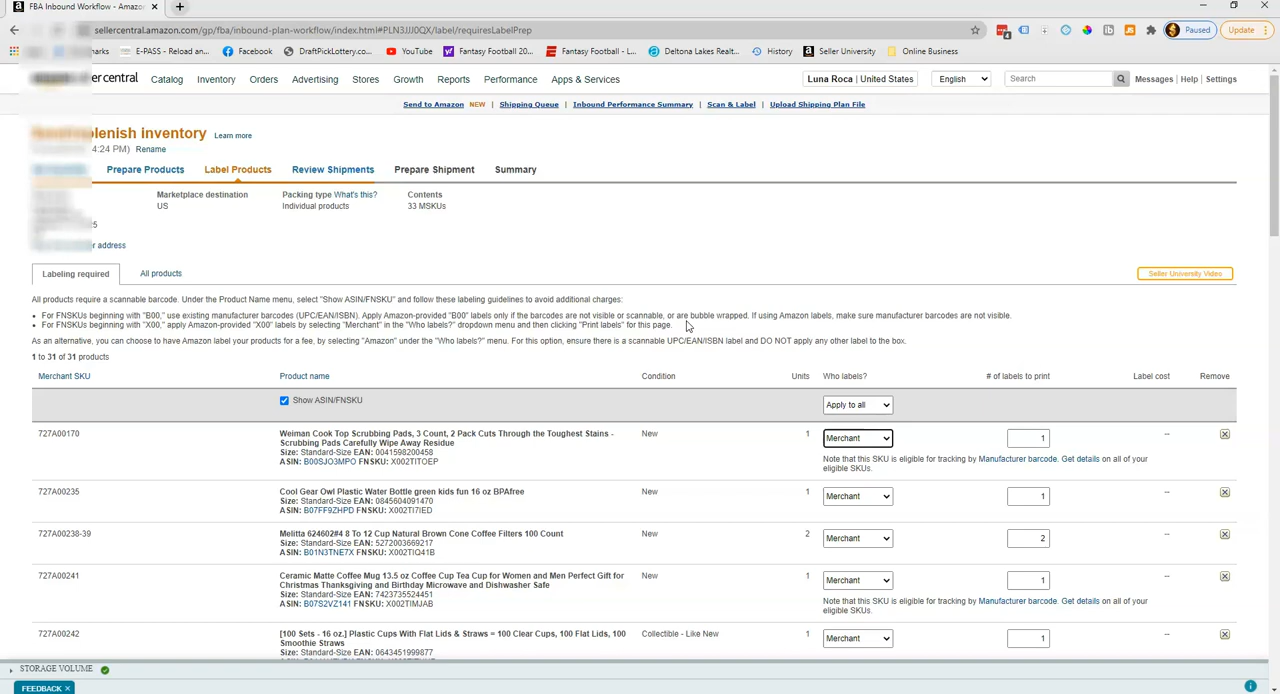 FBA Inbound Workflow - Amazon
sellercentral.amazon.com/gp/fba/inbound-plan-workflow/index.html#PLN3JJ0QX/label/requiresLabelPrep
Paused
Update
E-PASS - Reload an...
Facebook
DraftPickLottery.co...
YouTube
Fantasy Football 20...
Fantasy Football - L...
Deltona Lakes Realt...
History
Seller University
Online Business
seller central
Catalog
Inventory
Orders
Advertising
Stores
Growth
Reports
Performance
Apps & Services
Luna Roca | United States
English
Search
Messages | Help | Settings
Send to Amazon NEW | Shipping Queue | Inbound Performance Summary | Scan & Label | Upload Shipping Plan File
plenish inventory Learn more
4:24 PM) Rename
Prepare Products
Label Products
Review Shipments
Prepare Shipment
Summary
Marketplace destination
US
Packing type What's this?
Individual products
Contents
33 MSKUs
address
Labeling required
All products
Seller University Video
All products require a scannable barcode. Under the Product Name menu, select "Show ASIN/FNSKU" and follow these labeling guidelines to avoid additional charges:
• For FNSKUs beginning with "B00," use existing manufacturer barcodes (UPC/EAN/ISBN). Apply Amazon-provided "B00" labels only if the barcodes are not visible or scannable, or are bubble wrapped. If using Amazon labels, make sure manufacturer barcodes are not visible.
• For FNSKUs beginning with "X00," apply Amazon-provided "X00" labels by selecting "Merchant" in the "Who labels?" dropdown menu and then clicking "Print labels" for this page.
As an alternative, you can choose to have Amazon label your products for a fee, by selecting "Amazon" under the "Who labels?" menu. For this option, ensure there is a scannable UPC/EAN/ISBN label and DO NOT apply any other label to the box.
1 to 31 of 31 products
Merchant SKU Product name Condition Units Who labels? # of labels to print Label cost Remove
Show ASIN/FNSKU Apply to all
727A00170 Weiman Cook Top Scrubbing Pads, 3 Count, 2 Pack Cuts Through the Toughest Stains - New 1 Merchant 1 --
Scrubbing Pads Carefully Wipe Away Residue
Size: Standard-Size EAN: 0041598200458
ASIN: B00SJO3MPO FNSKU: X002TITOEP
Note that this SKU is eligible for tracking by Manufacturer barcode. Get details on all of your
eligible SKUs.
727A00235 Cool Gear Owl Plastic Water Bottle green kids fun 16 oz BPAfree New 1 Merchant 1 --
Size: Standard-Size EAN: 0845604091470
ASIN: B07FF9ZHPD FNSKU: X002TI7IED
727A00238-39 Melitta 624602#4 8 To 12 Cup Natural Brown Cone Coffee Filters 100 Count New 2 Merchant 2 --
Size: Standard-Size EAN: 5272003669217
ASIN: B01N3TNE7X FNSKU: X002TIQ41B
727A00241 Ceramic Matte Coffee Mug 13.5 oz Coffee Cup Tea Cup for Women and Men Perfect Gift for New 1 Merchant 1 --
Christmas Thanksgiving and Birthday Microwave and Dishwasher Safe
Size: Standard-Size EAN: 7423735524451
ASIN: B07S2VZ141 FNSKU: X002TIMJAB
Note that this SKU is eligible for tracking by Manufacturer barcode. Get details on all of your
eligible SKUs.
727A00242 [100 Sets - 16 oz.] Plastic Cups With Flat Lids & Straws = 100 Clear Cups, 100 Flat Lids, 100 Collectible - Like New 1 Merchant 1 --
Smoothie Straws
Size: Standard-Size EAN: 0643451999877
STORAGE VOLUME
FEEDBACK